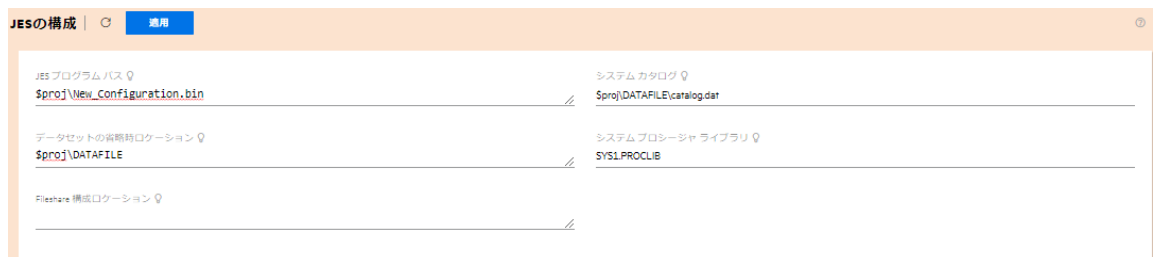 JESの構成
適用
JES プログラム パス
$proj\New_Configuration.bin
システム カタログ
$proj\DATAFILE\catalog.dat
データセットの省略時ロケーション
$proj\DATAFILE
システム プロシージャ ライブラリ
SYS1.PROCLIB
Fileshare 構成ロケーション